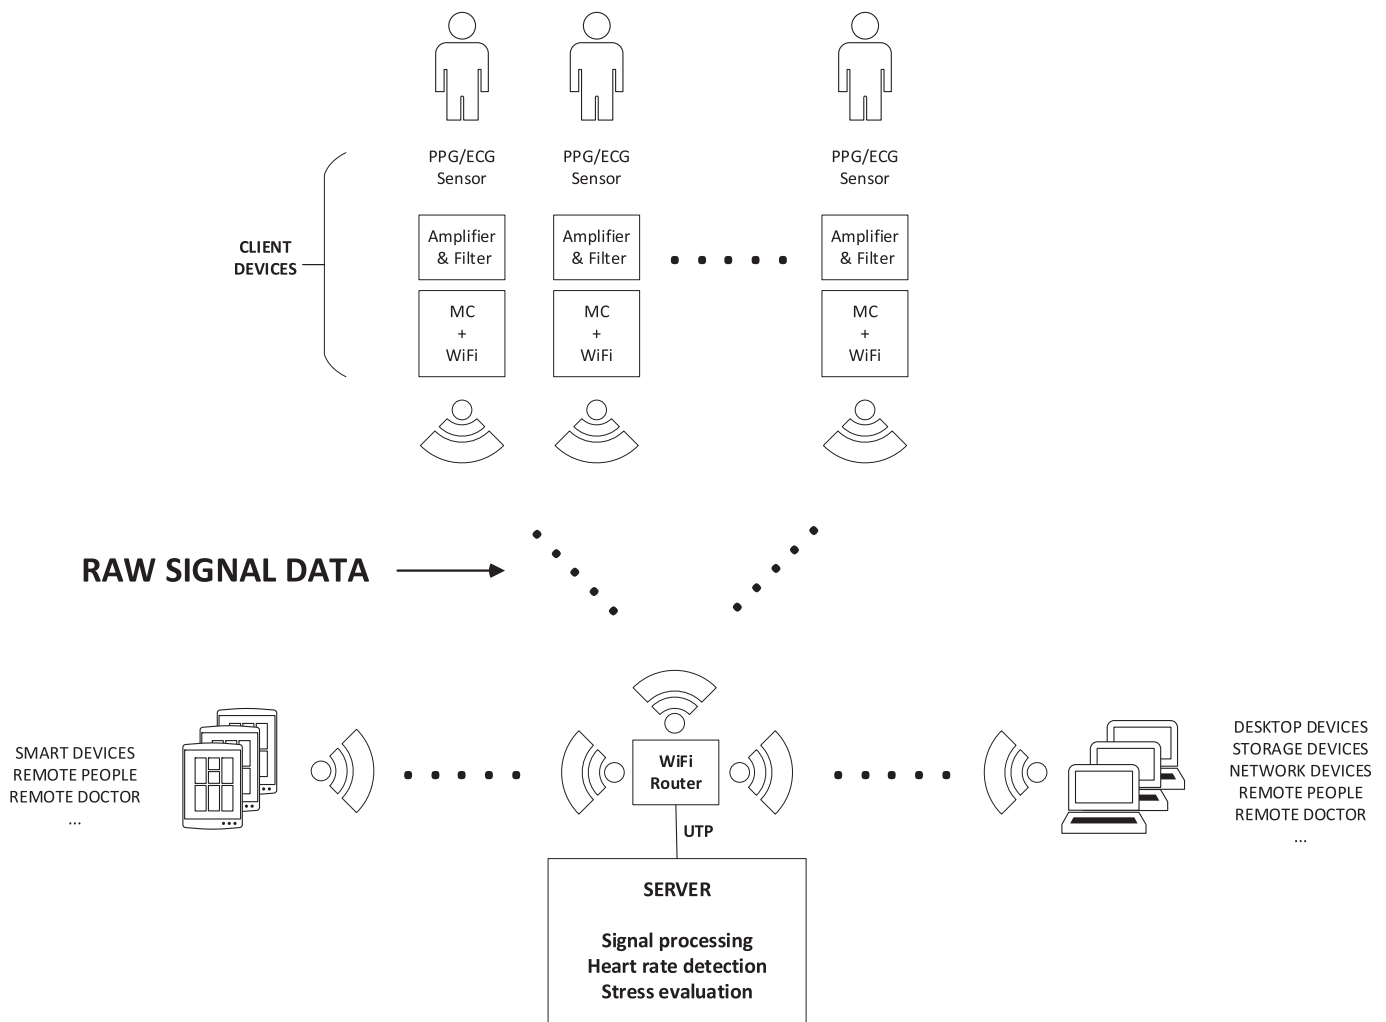 PPG/ECG
Sensor
PPG/ECG
Sensor
PPG/ECG
Sensor
CLIENT
DEVICES
Amplifier
& Filter
Amplifier
& Filter
Amplifier
& Filter
MC
+
WiFi
MC
+
WiFi
MC
+
WiFi
RAW SIGNAL DATA
SMART DEVICES
REMOTE PEOPLE
REMOTE DOCTOR
...
WiFi
Router
UTP
DESKTOP DEVICES
STORAGE DEVICES
NETWORK DEVICES
REMOTE PEOPLE
REMOTE DOCTOR
...
SERVER
Signal processing
Heart rate detection
Stress evaluation